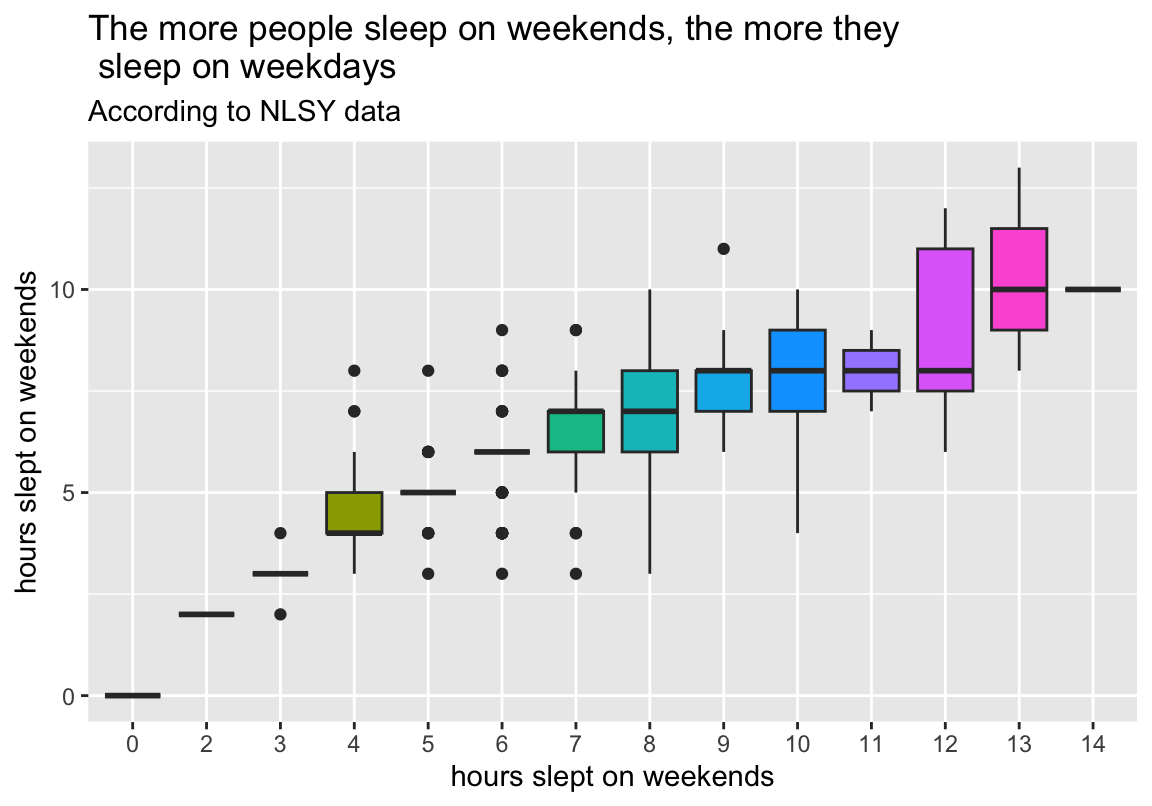 The more people sleep on weekends, the more they
sleep on weekdays
According to NLSY data
hours slept on weekends
10
5
0
0 2 3 4 5 6 7 8 9 10 11 12 13 14
hours slept on weekends